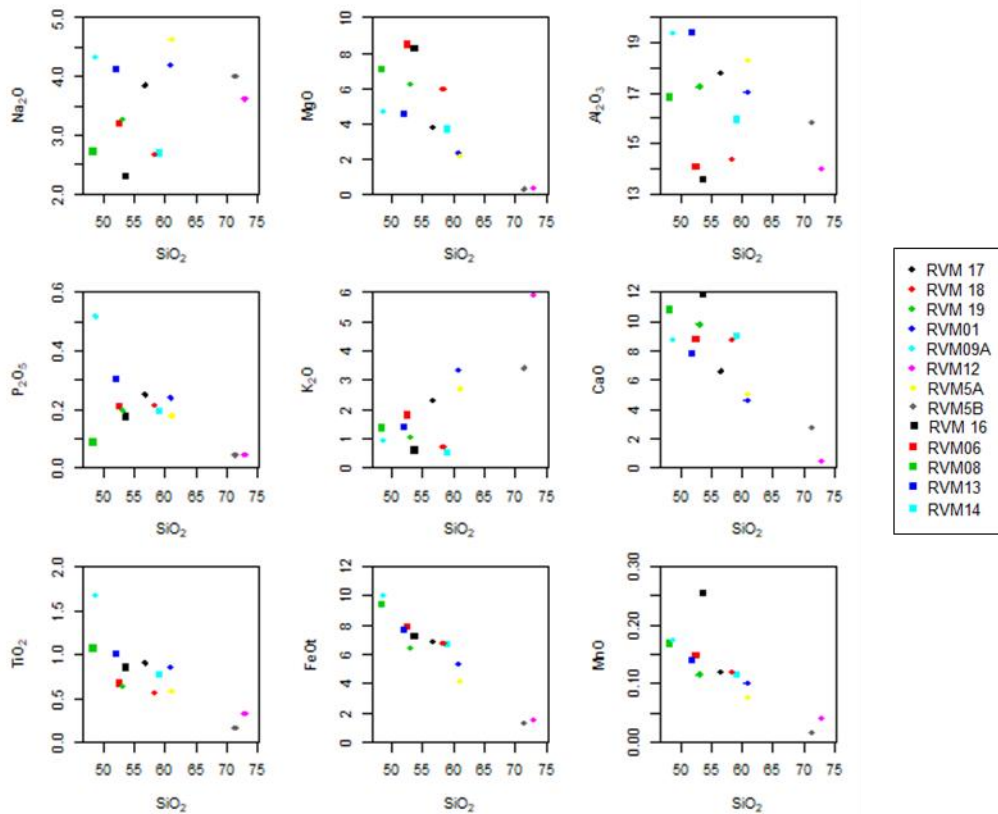 Na₂O
5.0
4.0
3.0
2.0
50 55 60 65 70 75
SiO₂
MgO
10
8
6
4
2
0
50 55 60 65 70 75
SiO₂
Al₂O₃
19
17
15
13
50 55 60 65 70 75
SiO₂
P₂O₅
0.6
0.4
0.2
0.0
50 55 60 65 70 75
SiO₂
K₂O
6
5
4
3
2
1
0
50 55 60 65 70 75
SiO₂
CaO
12
10
8
6
4
2
0
50 55 60 65 70 75
SiO₂
TiO₂
2.0
1.5
1.0
0.5
0.0
50 55 60 65 70 75
SiO₂
FeOt
12
10
8
6
4
2
0
50 55 60 65 70 75
SiO₂
MnO
0.30
0.20
0.10
0.00
50 55 60 65 70 75
SiO₂
RVM 17
RVM 18
RVM 19
RVM01
RVM09A
RVM12
RVM5A
RVM5B
RVM 16
RVM06
RVM08
RVM13
RVM14